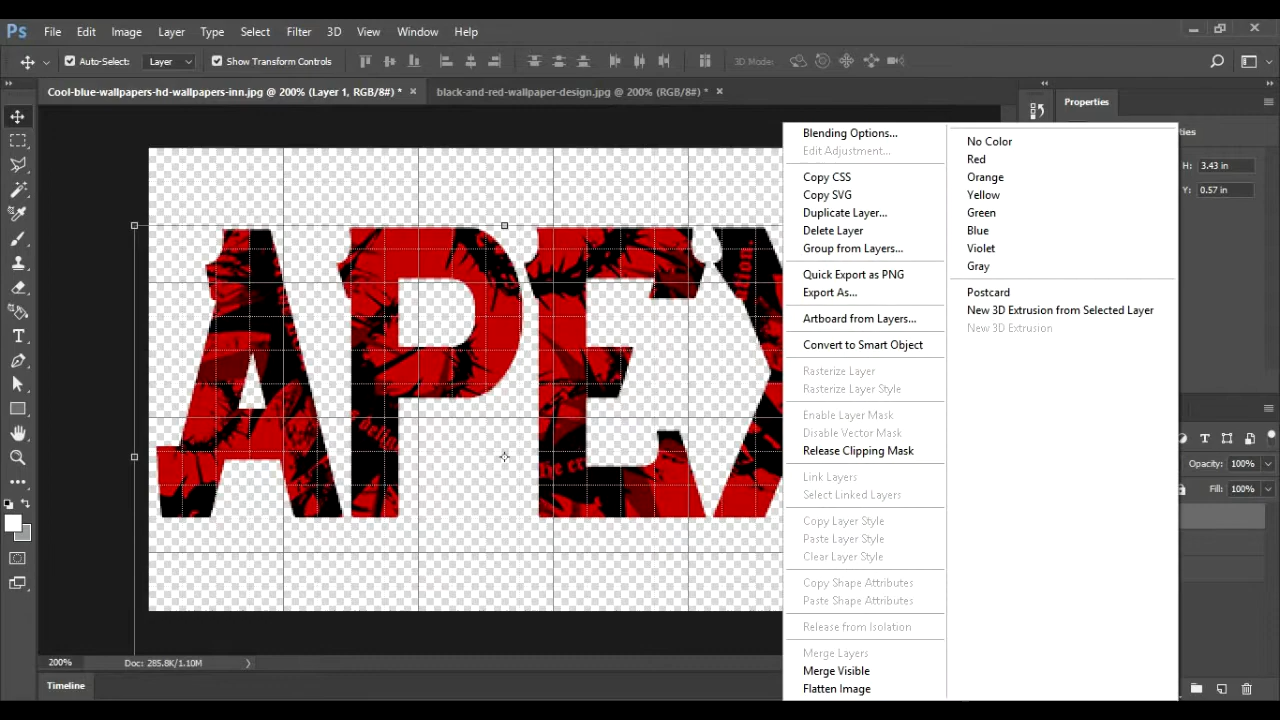 Ps File Edit Image Layer Type Select Filter 3D View Window Help
Auto-Select: Layer Show Transform Controls 3D Mode:
Cool-blue-wallpapers-hd-wallpapers-inn.jpg @ 200% (Layer 1, RGB/8#) * × black-and-red-wallpaper-design.jpg @ 200% (RGB/8#) * ×
Properties
H: 3.43 in
Y: 0.57 in
APEX
Opacity: 100%
Fill: 100%
Blending Options...
Edit Adjustment...
Copy CSS
Copy SVG
Duplicate Layer...
Delete Layer
Group from Layers...
Quick Export as PNG
Export As...
Artboard from Layers...
Convert to Smart Object
Rasterize Layer
Rasterize Layer Style
Enable Layer Mask
Disable Vector Mask
Release Clipping Mask
Link Layers
Select Linked Layers
Copy Layer Style
Paste Layer Style
Clear Layer Style
Copy Shape Attributes
Paste Shape Attributes
Release from Isolation
Merge Layers
Merge Visible
Flatten Image
No Color
Red
Orange
Yellow
Green
Blue
Violet
Gray
Postcard
New 3D Extrusion from Selected Layer
New 3D Extrusion
200% Doc: 285.8K/1.10M
Timeline